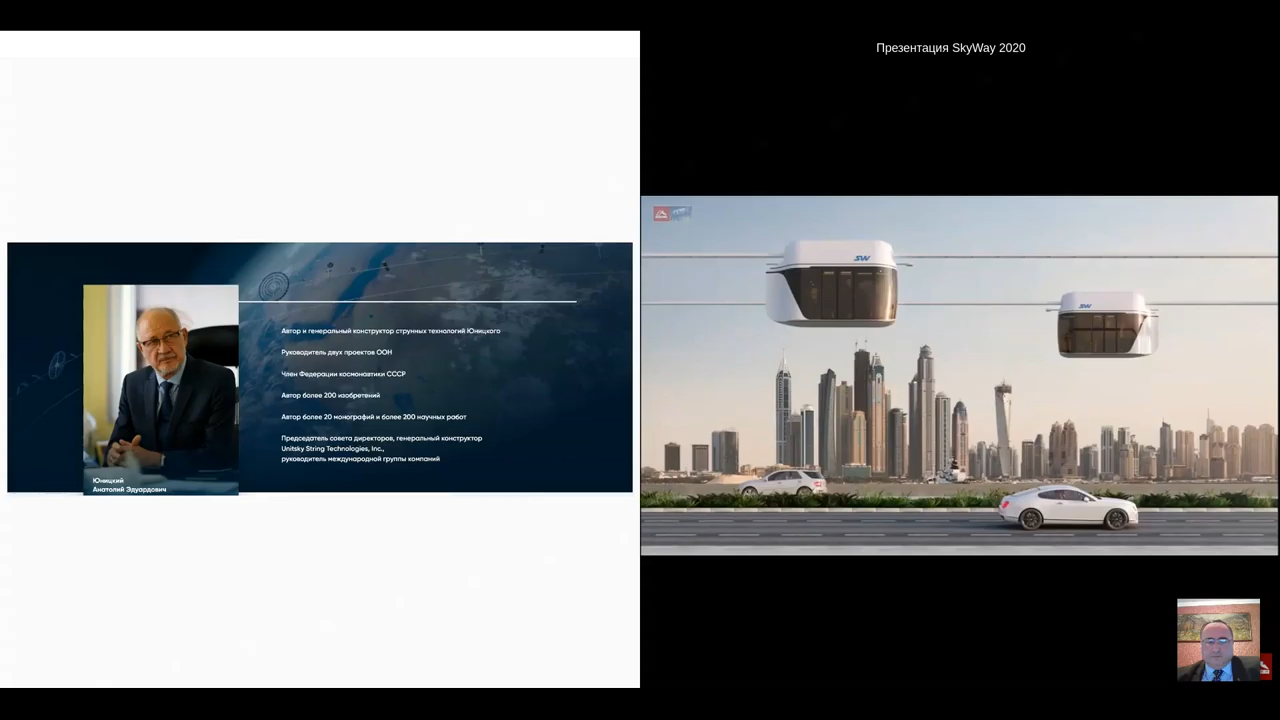 Презентация SkyWay 2020
Автор и генеральный конструктор струнных технологий Юницкого
Руководитель двух проектов ООН
Член Федерации космонавтики СССР
Автор более 200 изобретений
Автор более 20 монографий и более 200 научных работ
Председатель совета директоров, генеральный конструктор
Unitsky String Technologies, Inc.,
руководитель международной группы компаний
Юницкий
Анатолий Эдуардович
SW
SW